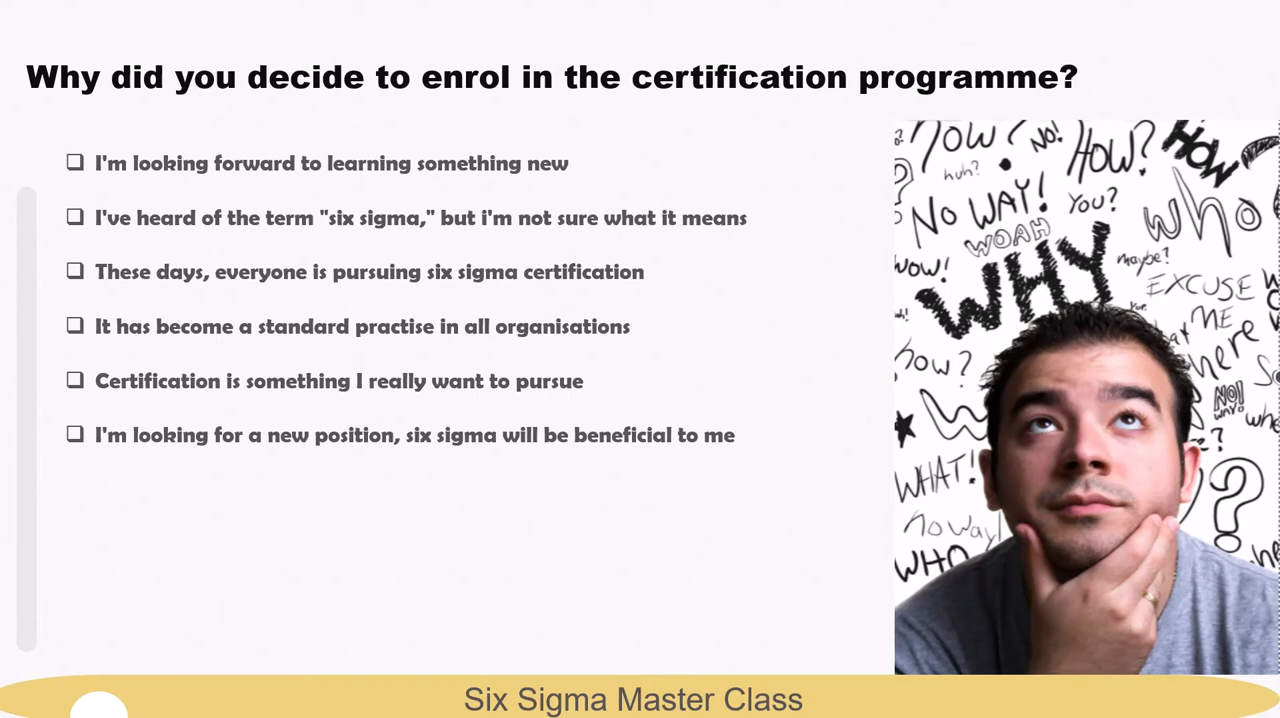 Why did you decide to enrol in the certification programme?
I'm looking forward to learning something new
I've heard of the term "six sigma," but i'm not sure what it means
These days, everyone is pursuing six sigma certification
It has become a standard practise in all organisations
Certification is something I really want to pursue
I'm looking for a new position, six sigma will be beneficial to me
HOW? NO! HOW? HOW
huh?
NO WAY! YOU? who
WOAH
WOW! WHY maybe?
EXCUSE
ME
how? here
NO!
WAY!
WHAT!
no way!
WHO
?
Six Sigma Master Class